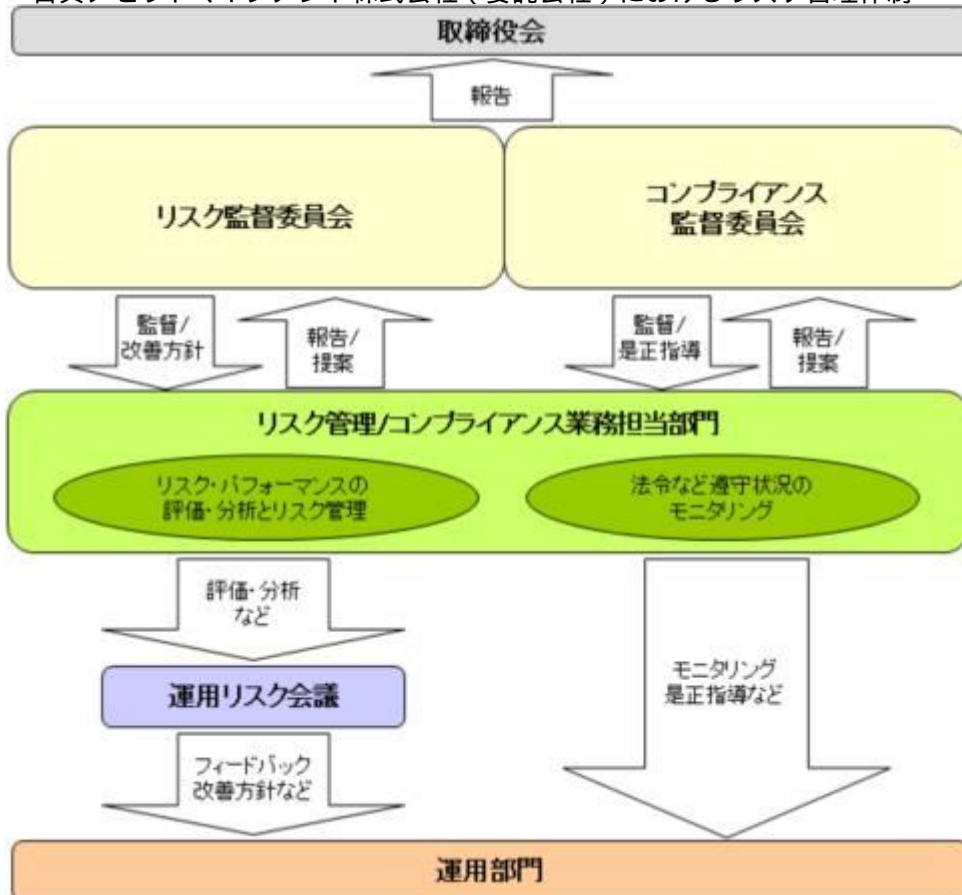 取締役会
報告
リスク監督委員会
コンプライアンス
監督委員会
監督/
改善方針
報告/
提案
監督/
是正指導
報告/
提案
リスク管理/コンプライアンス業務担当部門
リスク・パフォーマンスの
評価・分析とリスク管理
法令など遵守状況の
モニタリング
評価・分析
など
運用リスク会議
モニタリング
是正指導など
フィードバック
改善方針など
運用部門